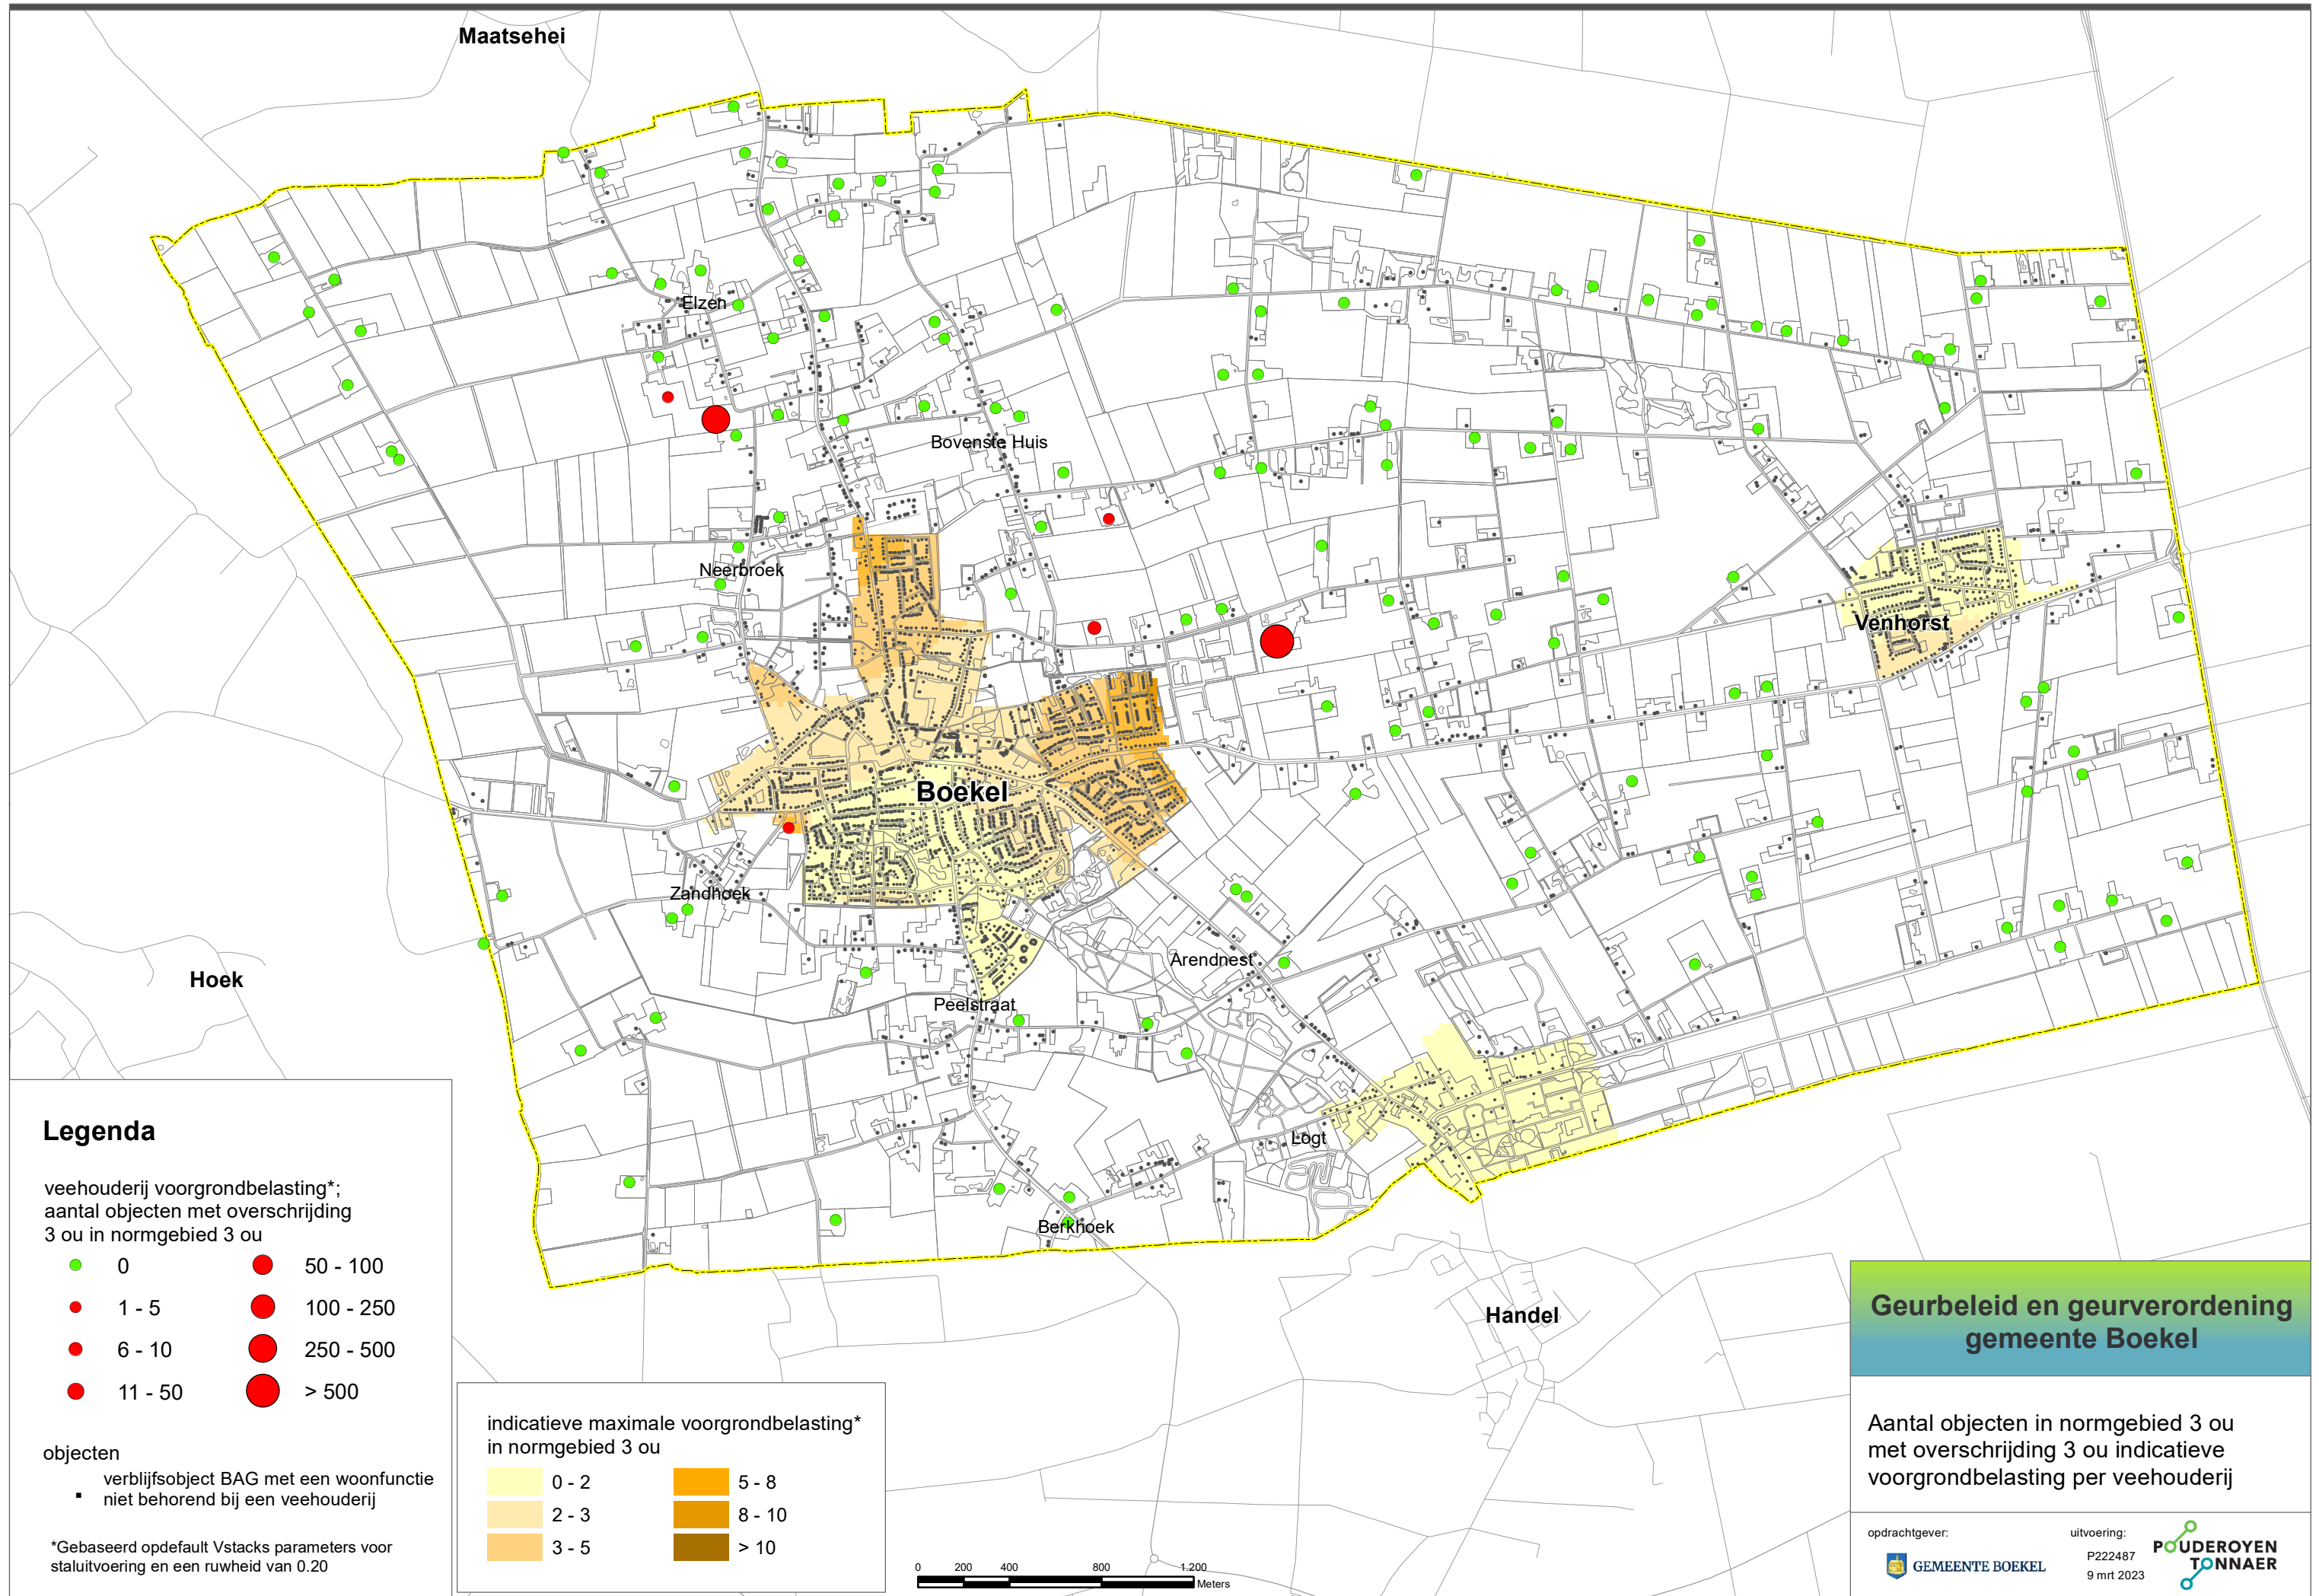 Maatsehei
Elzen
Bovenste Huis
Neerbroek
Venhorst
Boekel
Zandhoek
Arendnest
Hoek
Peelstraat
Logt
Berkhoek
Handel
Legenda
veehouderij voorgrondbelasting*;
aantal objecten met overschrijding
3 ou in normgebied 3 ou
0
1 - 5
6 - 10
11 - 50
50 - 100
100 - 250
250 - 500
> 500
objecten
verblijfsobject BAG met een woonfunctie
niet behorend bij een veehouderij
*Gebaseerd opdefault Vstacks parameters voor
staluitvoering en een ruwheid van 0.20
indicatieve maximale voorgrondbelasting*
in normgebied 3 ou
0 - 2
2 - 3
3 - 5
5 - 8
8 - 10
> 10
0 200 400 800 1.200
Meters
Geurbeleid en geurverordening
gemeente Boekel
Aantal objecten in normgebied 3 ou
met overschrijding 3 ou indicatieve
voorgrondbelasting per veehouderij
opdrachtgever:
GEMEENTE BOEKEL
uitvoering:
P222487
9 mrt 2023
POUDEROYEN
TONNAER